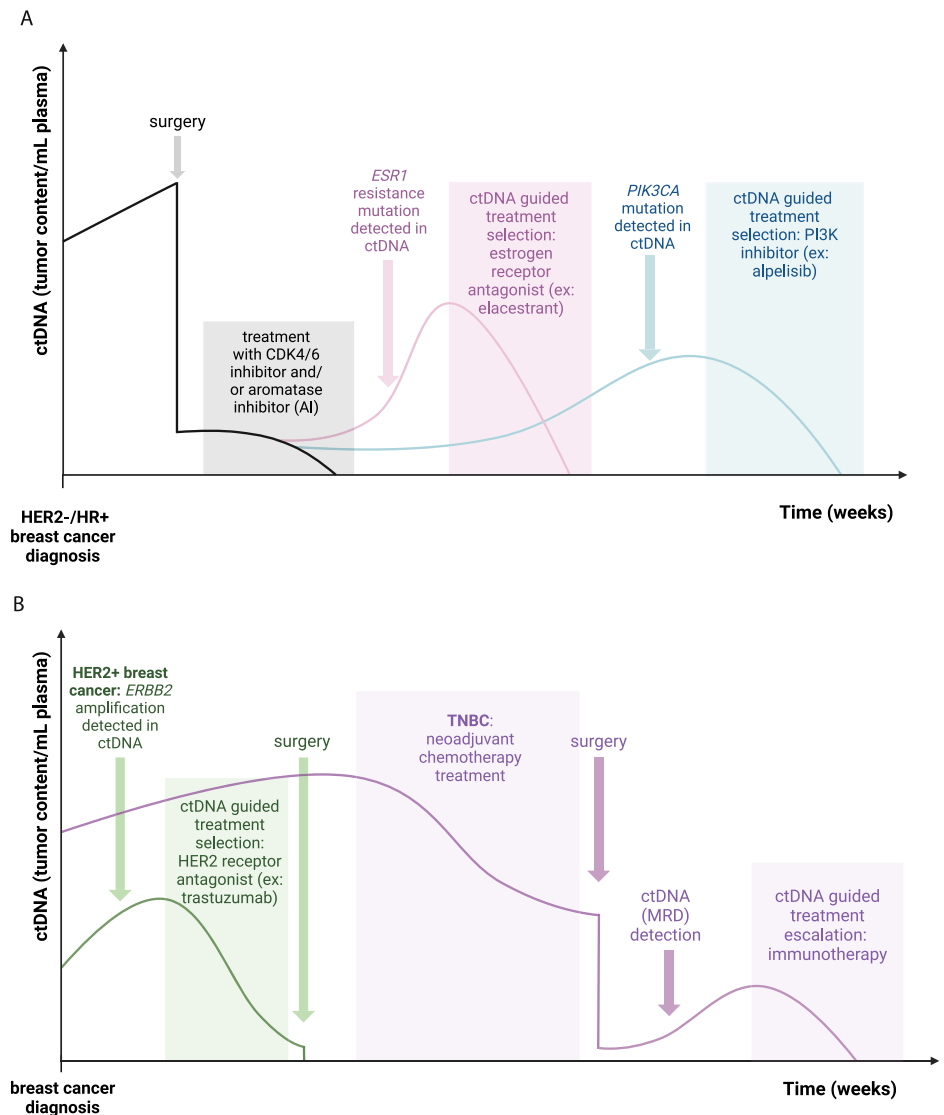 A
ctDNA (tumor content/mL plasma)
surgery
treatment
with CDK4/6
inhibitor and/
or aromatase
inhibitor (AI)
ESR1
resistance
mutation
detected in
ctDNA
ctDNA guided
treatment
selection:
estrogen
receptor
antagonist (ex:
elacestrant)
PIK3CA
mutation
detected in
ctDNA
ctDNA guided
treatment
selection: PI3K
inhibitor (ex:
alpelisib)
HER2-/HR+
breast cancer
diagnosis
Time (weeks)
B
ctDNA (tumor content/mL plasma)
HER2+ breast
cancer: ERBB2
amplification
detected in
ctDNA
ctDNA guided
treatment
selection:
HER2 receptor
antagonist (ex:
trastuzumab)
surgery
TNBC:
neoadjuvant
chemotherapy
treatment
surgery
ctDNA
(MRD)
detection
ctDNA guided
treatment
escalation:
immunotherapy
breast cancer
diagnosis
Time (weeks)